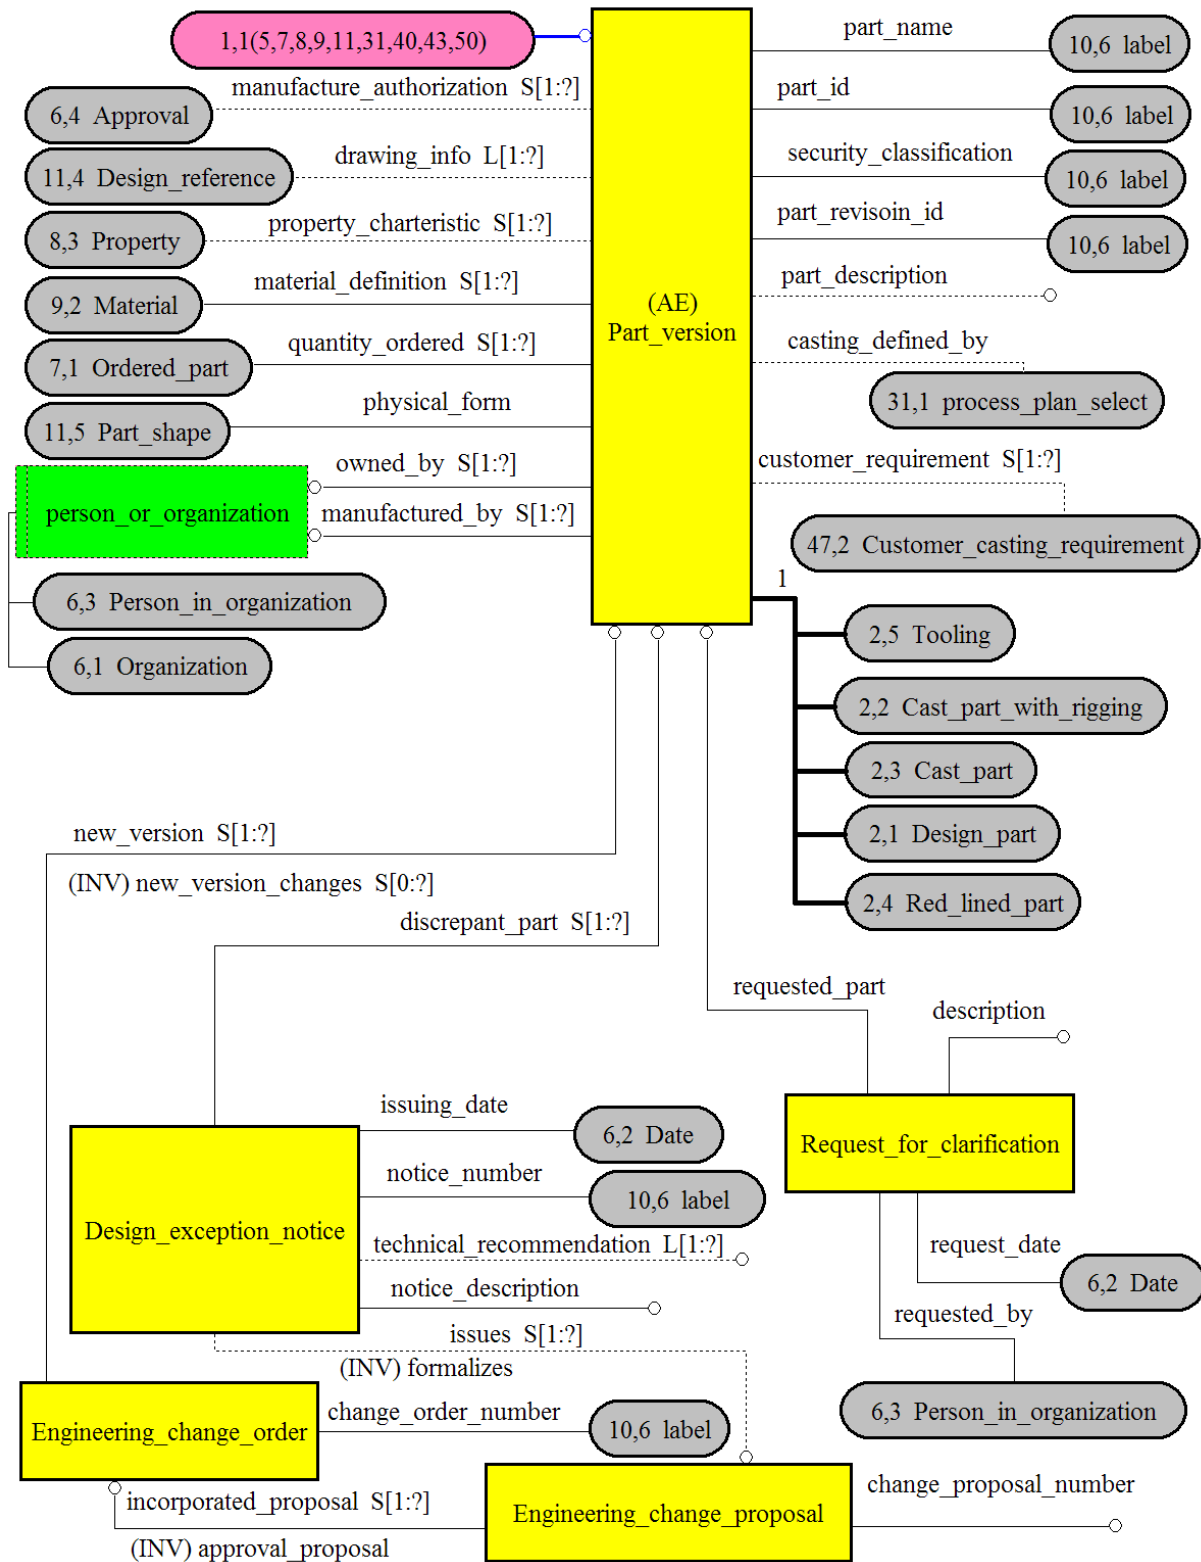 1,1(5,7,8,9,11,31,40,43,50)
part_name
10,6 label
manufacture_authorization S[1:?]
6,4 Approval
part_id
10,6 label
drawing_info L[1:?]
11,4 Design_reference
security_classification
10,6 label
property_charteristic S[1:?]
8,3 Property
part_revisoin_id
10,6 label
material_definition S[1:?]
9,2 Material
part_description
(AE)
Part_version
quantity_ordered S[1:?]
7,1 Ordered_part
casting_defined_by
31,1 process_plan_select
physical_form
11,5 Part_shape
owned_by S[1:?]
customer_requirement S[1:?]
person_or_organization
manufactured_by S[1:?]
47,2 Customer_casting_requirement
1
6,3 Person_in_organization
6,1 Organization
2,5 Tooling
2,2 Cast_part_with_rigging
2,3 Cast_part
2,1 Design_part
2,4 Red_lined_part
new_version S[1:?]
(INV) new_version_changes S[0:?]
discrepant_part S[1:?]
requested_part
description
issuing_date
6,2 Date
Request_for_clarification
notice_number
10,6 label
Design_exception_notice
technical_recommendation L[1:?]
notice_description
request_date
6,2 Date
requested_by
issues S[1:?]
(INV) formalizes
6,3 Person_in_organization
Engineering_change_order
change_order_number
10,6 label
incorporated_proposal S[1:?]
(INV) approval_proposal
Engineering_change_proposal
change_proposal_number